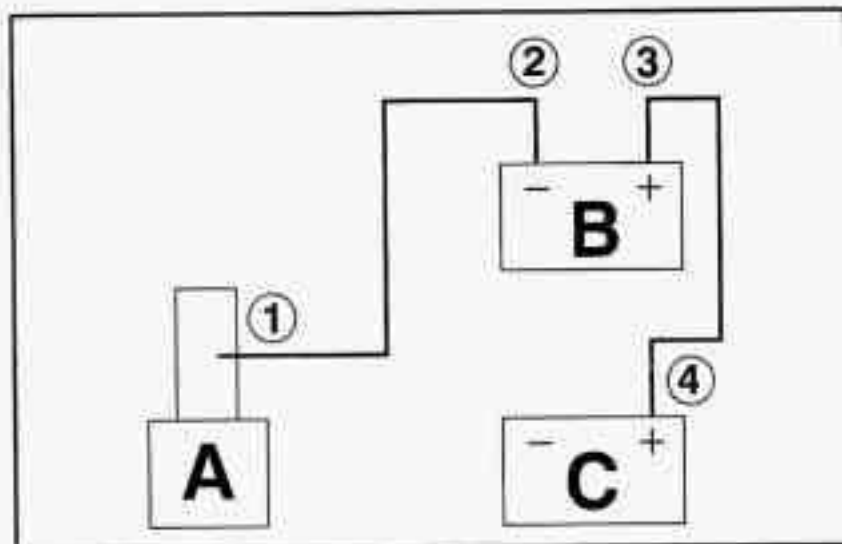 ② ③
− +
B
①
④
− +
A C